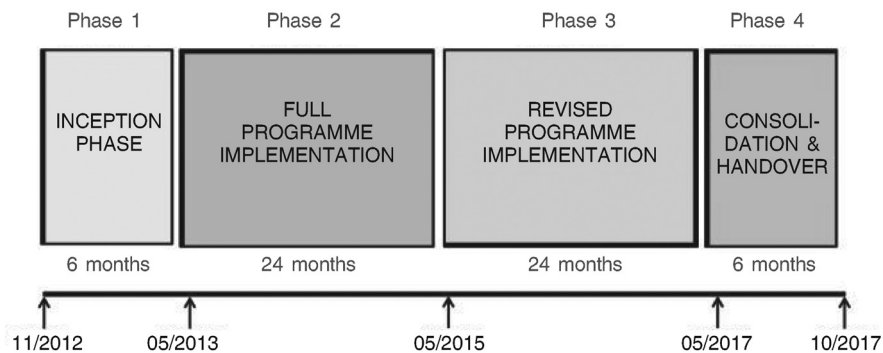 Phase 1
Phase 2
Phase 3
Phase 4
INCEPTION
PHASE
FULL
PROGRAMME
IMPLEMENTATION
REVISED
PROGRAMME
IMPLEMENTATION
CONSOLI-
DATION &
HANDOVER
6 months
24 months
24 months
6 months
11/2012
05/2013
05/2015
05/2017
10/2017